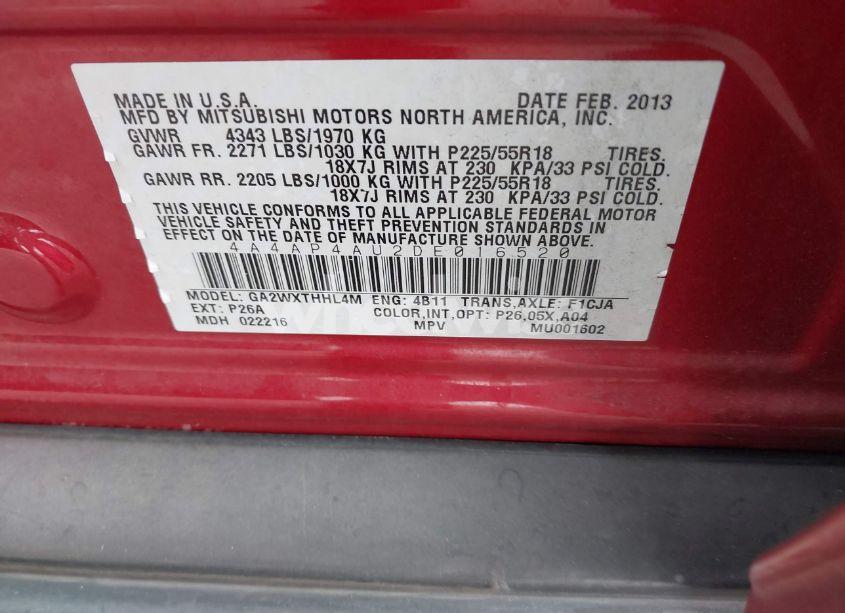 MADE IN U.S.A. DATE FEB. 2013
MFD BY MITSUBISHI MOTORS NORTH AMERICA, INC.
GVWR 4343 LBS/1970 KG
GAWR FR. 2271 LBS/1030 KG WITH P225/55R18 TIRES.
18X7J RIMS AT 230 KPA/33 PSI COLD.
GAWR RR. 2205 LBS/1000 KG WITH P225/55R18 TIRES.
18X7J RIMS AT 230 KPA/33 PSI COLD.
THIS VEHICLE CONFORMS TO ALL APPLICABLE FEDERAL MOTOR
VEHICLE SAFETY AND THEFT PREVENTION STANDARDS IN
EFFECT ON THE DATE OF MANUFACTURE SHOWN ABOVE.
4A4AP4AU2DE016520
MODEL: GA2WXTHHL4M ENG: 4B11 TRANS,AXLE: F1CJA
EXT: P26A COLOR,INT,OPT: P26,05X,A04
MDH 022216 MPV MU001602